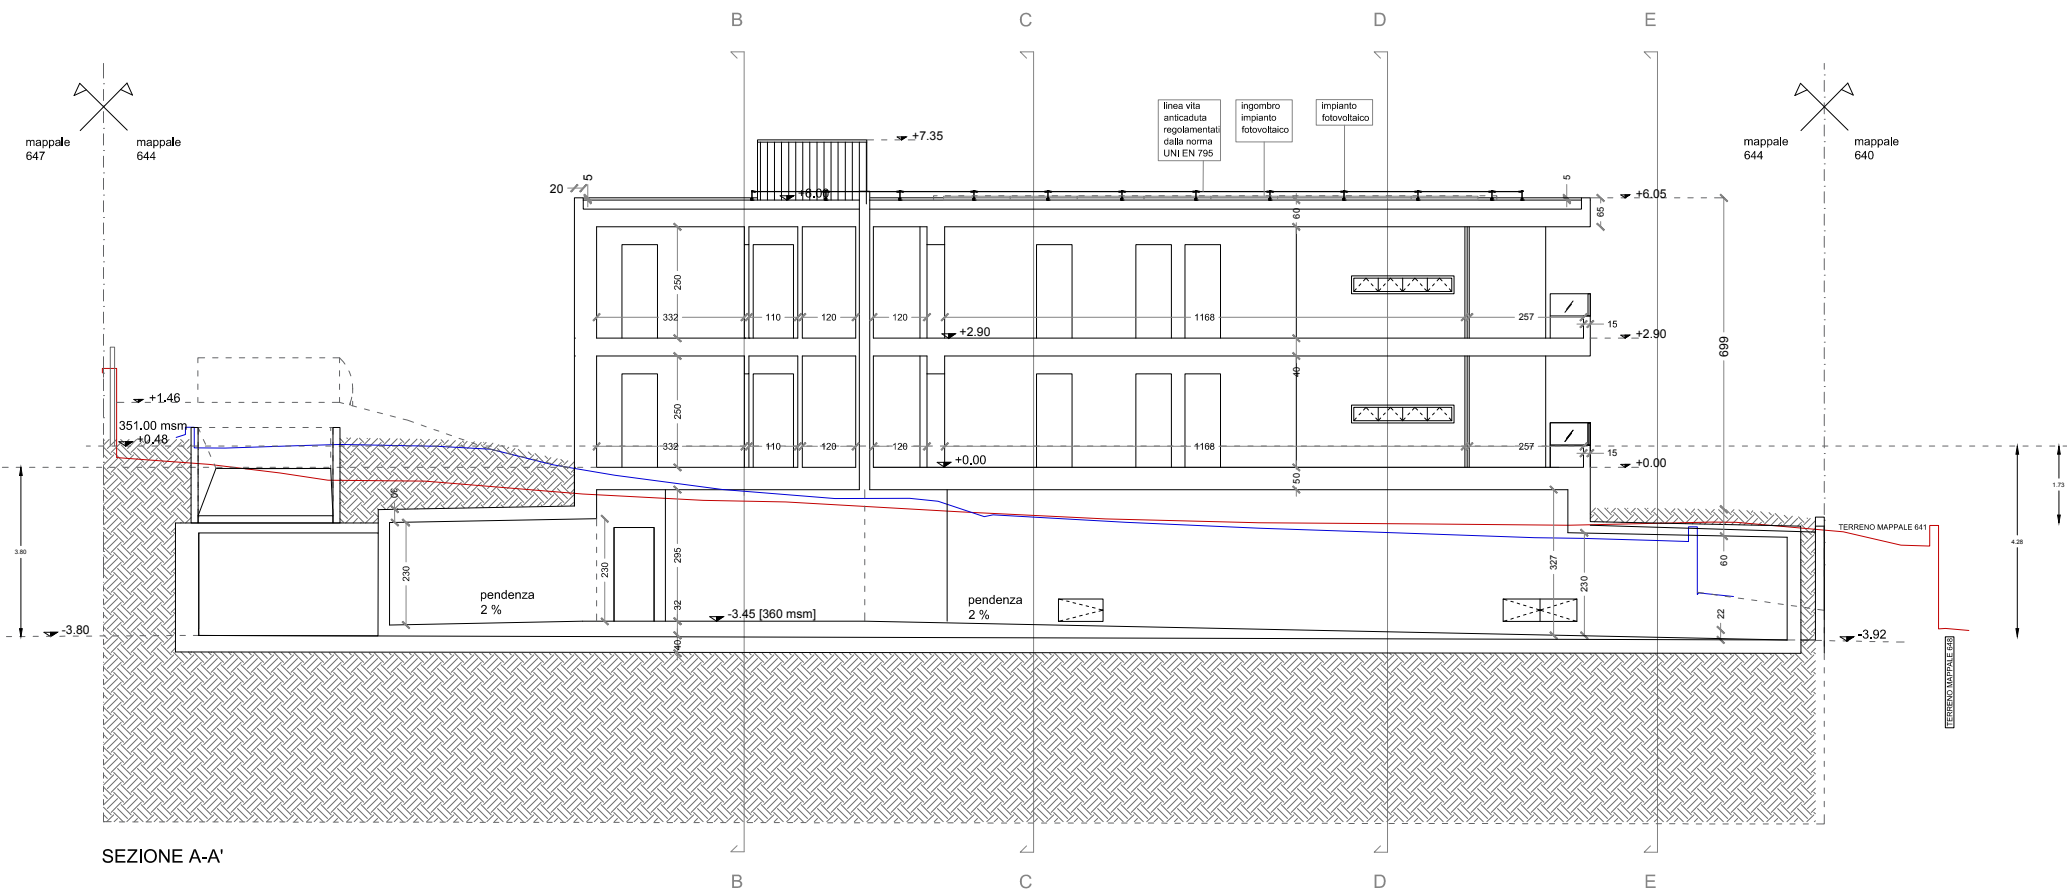 B
C
D
E
mappale
647
mappale
644
mappale
644
mappale
640
linea vita
anticaduta
regolamentati
dalla norma
UNI EN 795
ingombro
impianto
fotovoltaico
impianto
fotovoltaico
+7.35
20
5
+6.00
5
+6.05
65
60
250
699
332
110
120
120
1168
257
15
+2.90
+2.90
40
+1.46
351.00 msm
+0.48
250
332
110
120
120
1168
257
15
+0.00
+0.00
50
1.73
TERRENO MAPPALE 641
3.80
4.28
230
230
295
327
230
60
pendenza
2 %
pendenza
2 %
32
-3.45 [360 msm]
22
-3.80
-3.92
40
TERRENO MAPPALE 648
SEZIONE A-A'
B
C
D
E